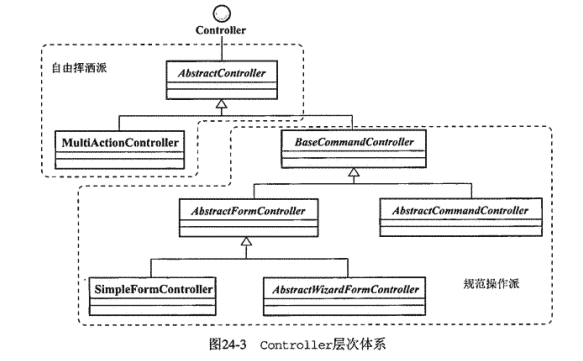 Controller
自由挥洒派
AbstractController
MultiActionController
BaseCommandController
AbstractFormController
AbstractCommandController
SimpleFormController
AbstractWizardFormController
规范操作派
图24-3 Controller层次体系